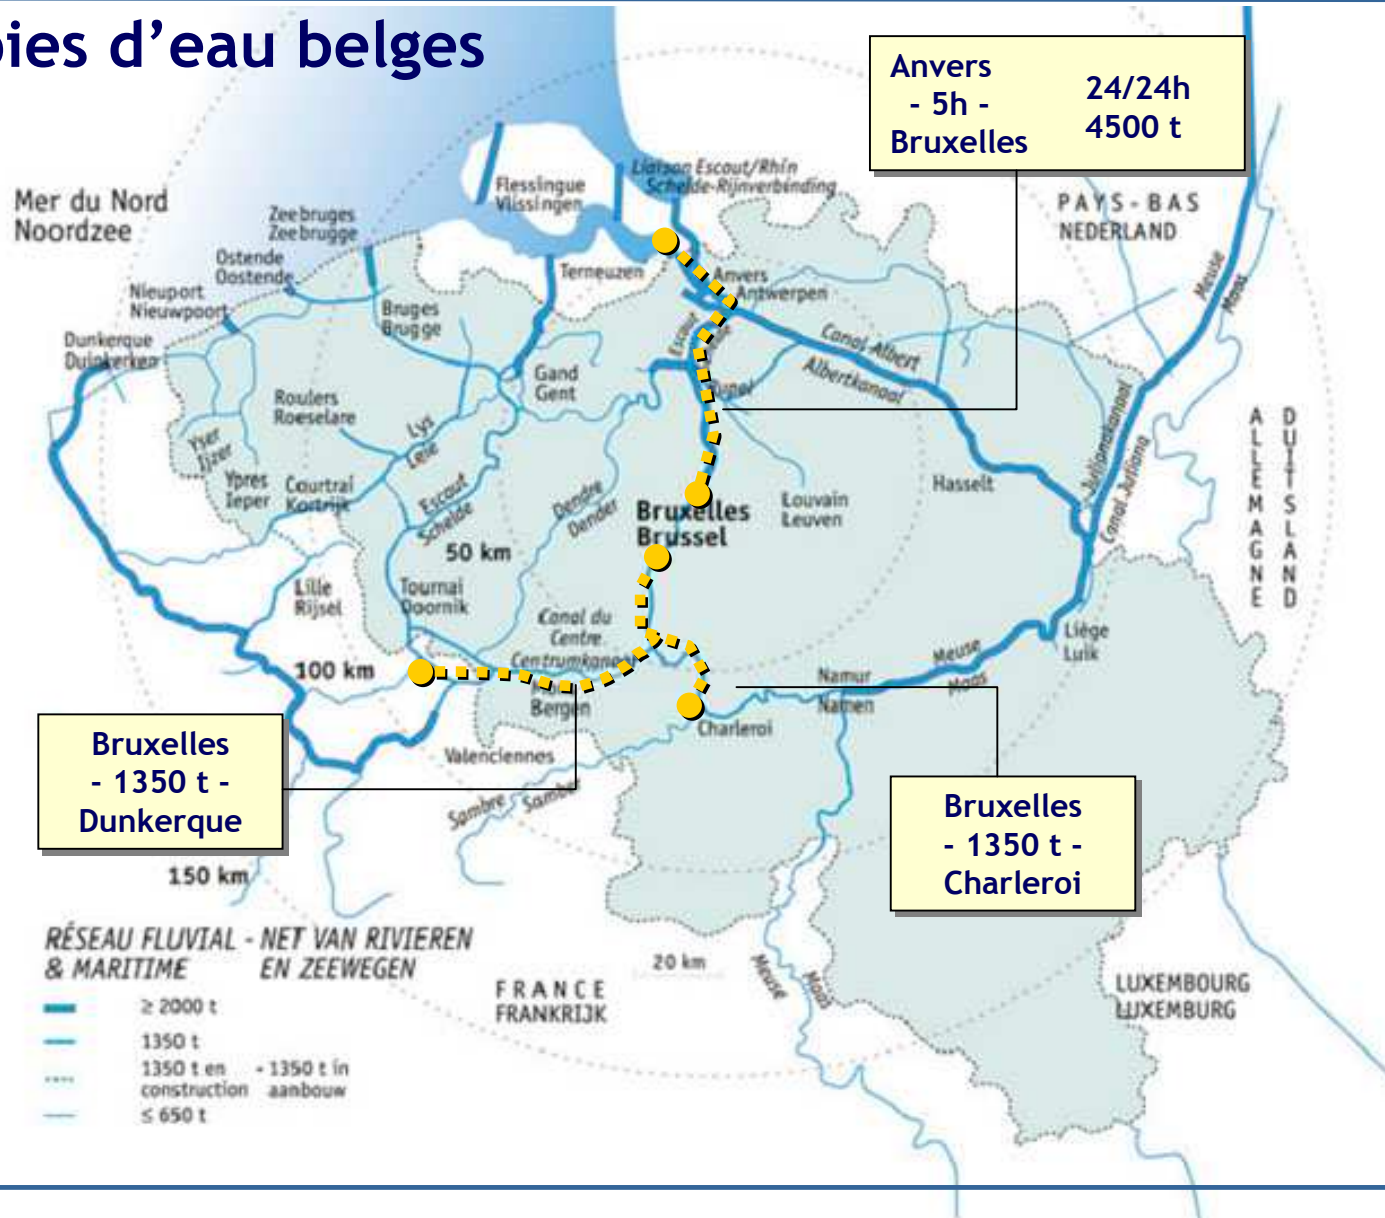 oies d'eau belges
Anvers
- 5h -
Bruxelles
24/24h
4500 t
Mer du Nord
Noordzee
Flessingue
Vlissingen
Liaison Escaut/Rhin
Schelde-Rijnverbinding
PAYS-BAS
NEDERLAND
Zeebruges
Zeebrugge
Ostende
Oostende
Nieuport
Nieuwpoort
Dunkerque
Duinkerken
Terneuzen
Anvers
Antwerpen
Meuse
Maas
Bruges
Brugge
Escaut
Canal Albert
Albertkanaal
Gand
Gent
Rupel
Roulers
Roeselare
Lys
Leie
Yser
Ijzer
Ypres
Ieper
Courtrai
Kortrijk
Escaut
Schelde
Dendre
Dender
Bruxelles
Brussel
Louvain
Leuven
Hasselt
Julianakanaal
Canal Juliana
ALLEMAGNE
DUITSLAND
50 km
Lille
Rijsel
Tournai
Doornik
Canal du
Centre
Centrumkanaal
Liège
Luik
100 km
Meuse
Maas
Namur
Namen
Bergen
Charleroi
Valenciennes
Sambre
Samber
Bruxelles
- 1350 t -
Dunkerque
Bruxelles
- 1350 t -
Charleroi
150 km
RÉSEAU FLUVIAL - NET VAN RIVIEREN
& MARITIME EN ZEEWEGEN
≥ 2000 t
1350 t
1350 t en - 1350 t in
construction aanbouw
≤ 650 t
20 km
FRANCE
FRANKRIJK
Meuse
Maas
LUXEMBOURG
LUXEMBURG